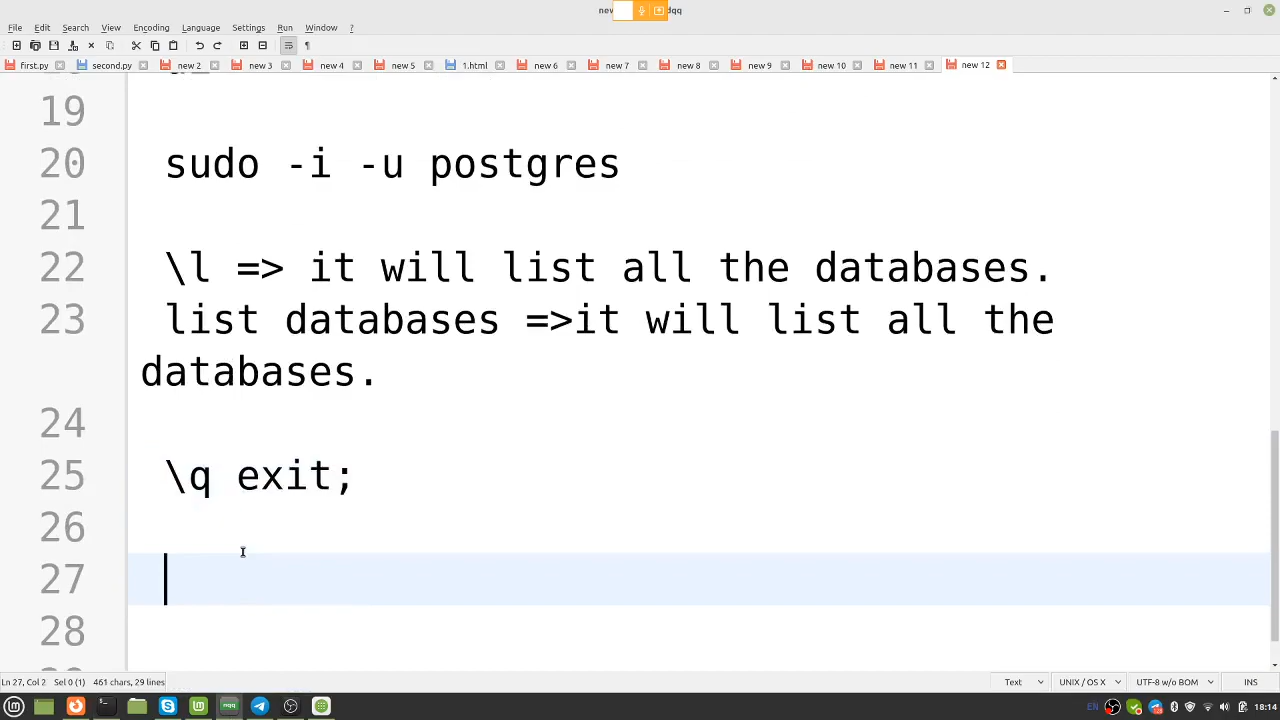 new dqq
File Edit Search View Encoding Language Settings Run Window ?
first.py second.py new 2 new 3 new 4 new 5 1.html new 6 new 7 new 8 new 9 new 10 new 11 new 12
19
20 sudo -i -u postgres
21
22 \l => it will list all the databases.
23 list databases =>it will list all the
databases.
24
25 \q exit;
26
27
28
Ln 27, Col 2 Sel 0 (1) 461 chars, 29 lines Text UNIX / OS X UTF-8 w/o BOM INS
EN 18:14